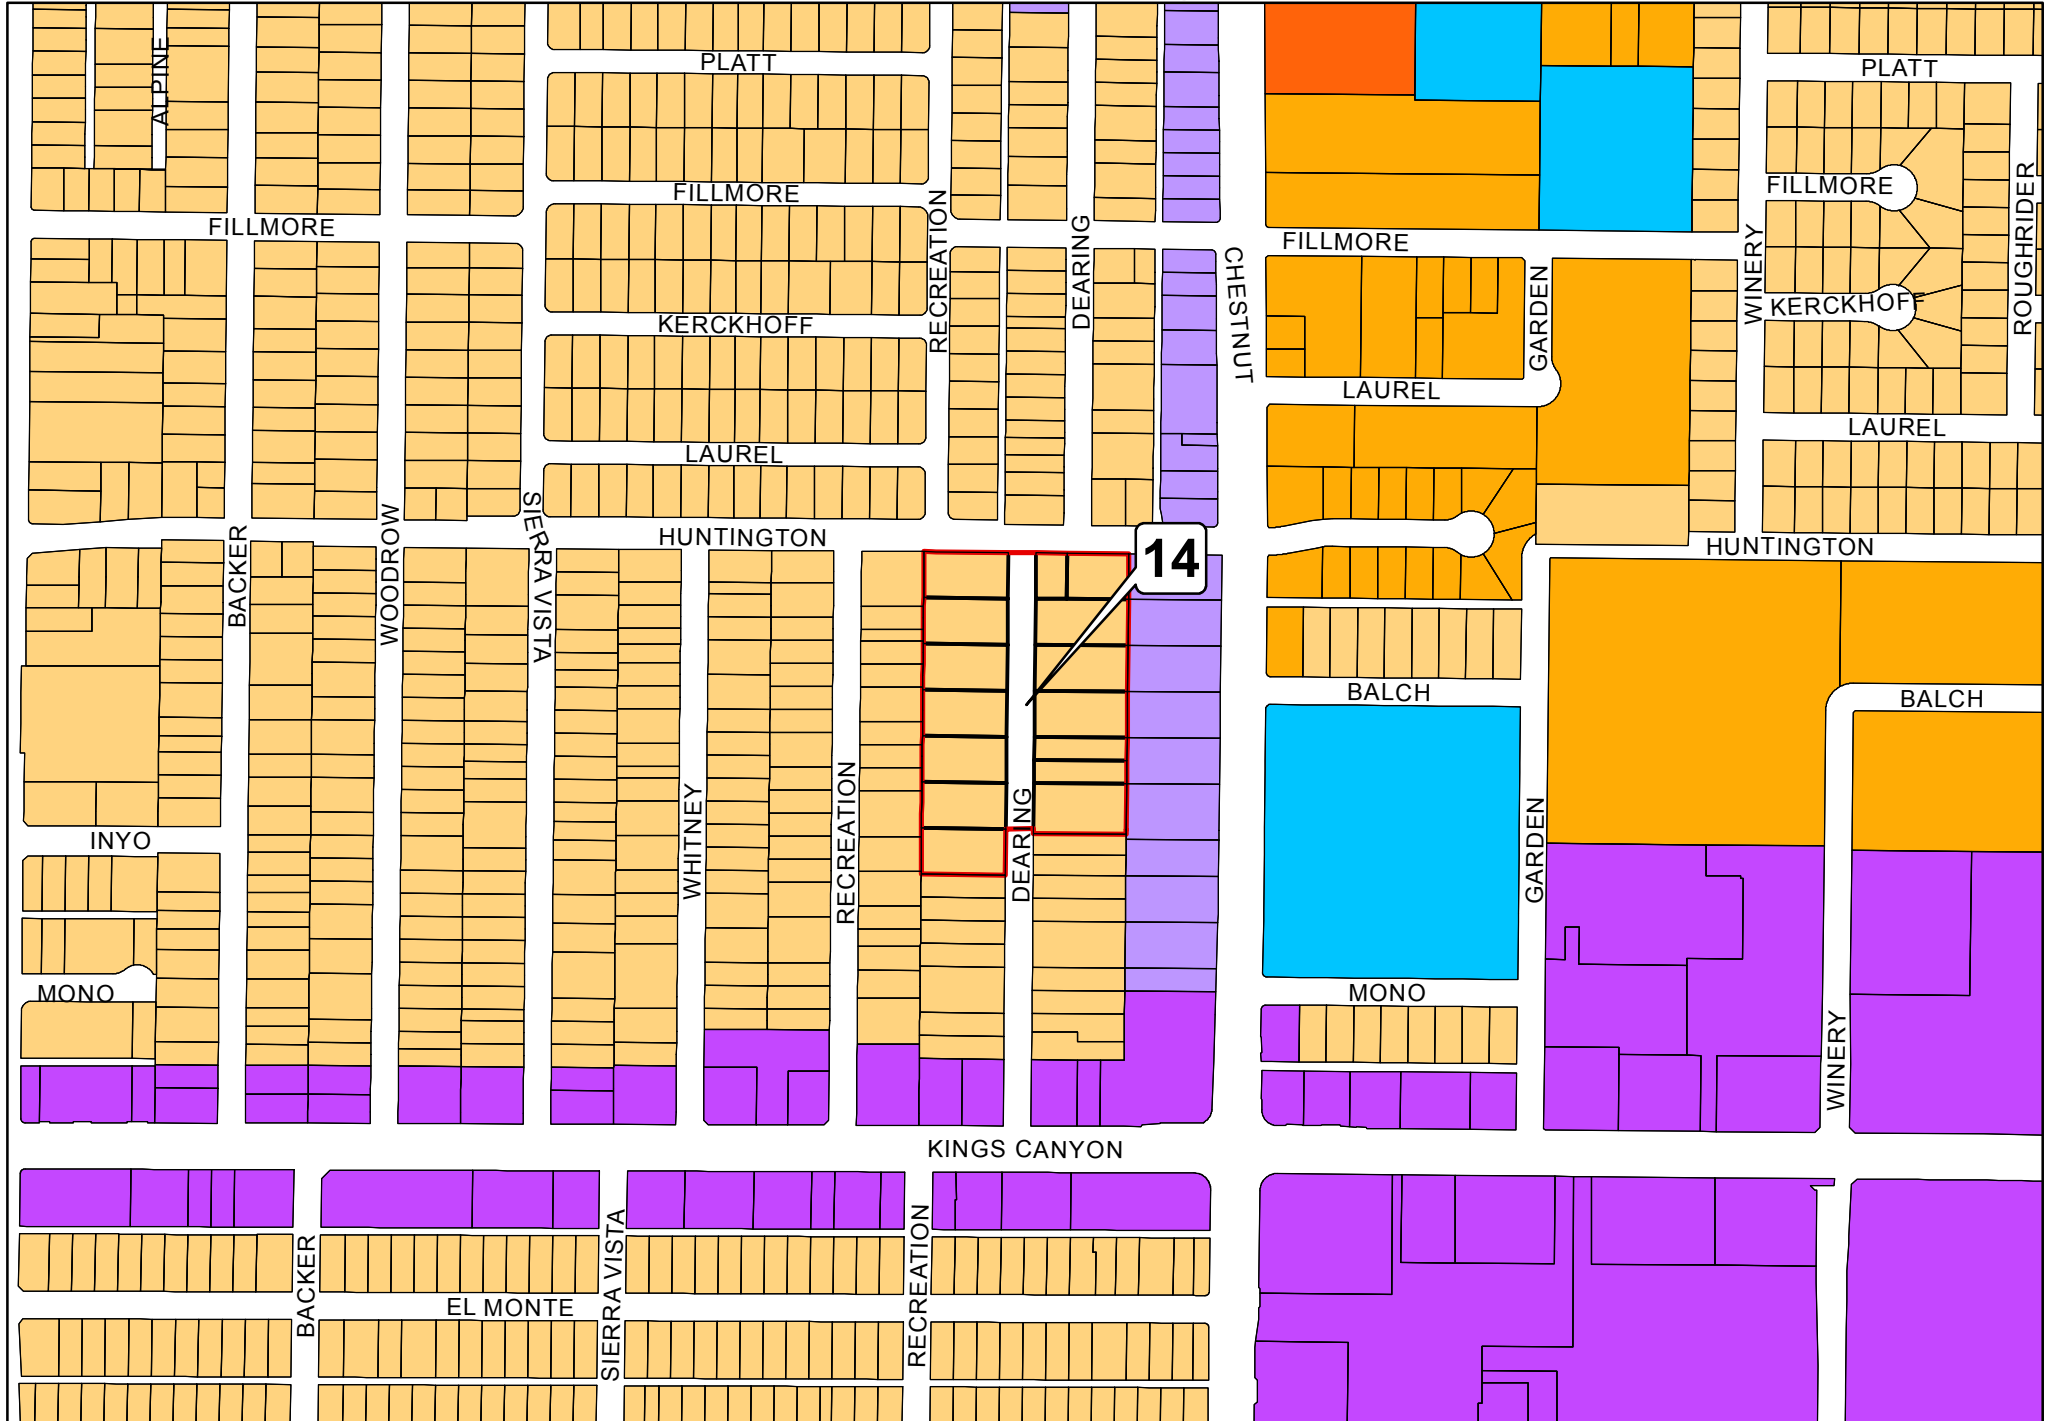 ALPINE
PLATT
PLATT
FILLMORE
FILLMORE
FILLMORE
FILLMORE
RECREATION
DEARING
CHESTNUT
GARDEN
WINERY
ROUGHRIDER
KERCKHOFF
KERCKHOFF
LAUREL
LAUREL
LAUREL
HUNTINGTON
HUNTINGTON
BACKER
WOODROW
SIERRA VISTA
14
BALCH
BALCH
INYO
WHITNEY
RECREATION
DEARING
GARDEN
MONO
MONO
WINERY
KINGS CANYON
BACKER
EL MONTE
SIERRA VISTA
RECREATION